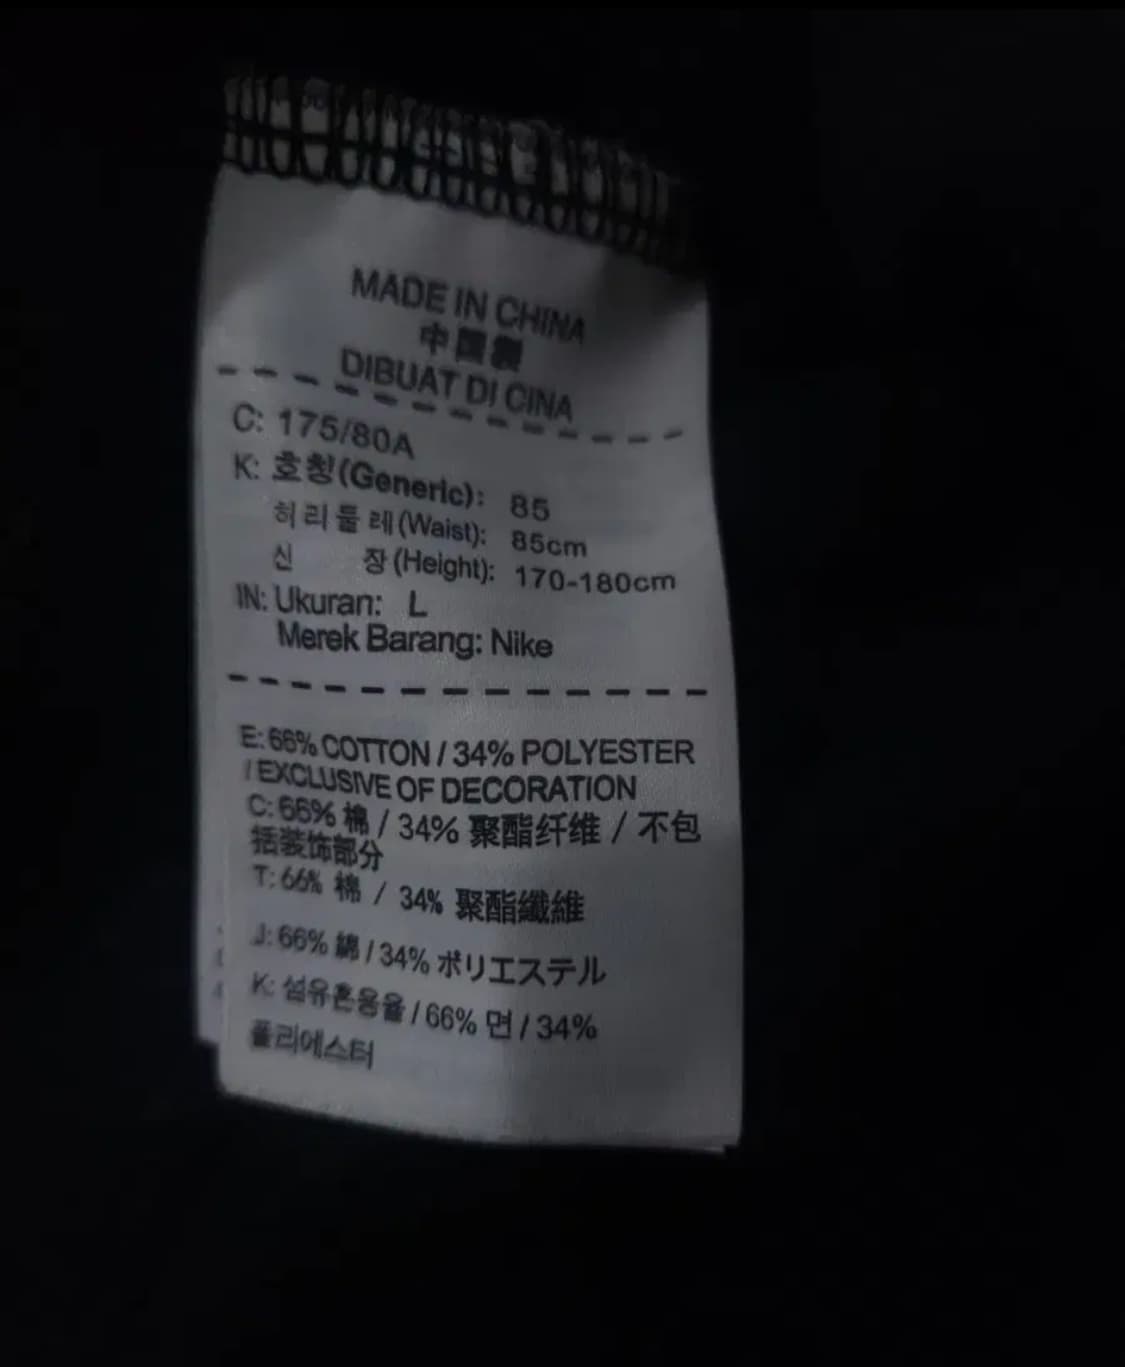 MADE IN CHINA
中国製
DIBUAT DI CINA
C: 175/80A
K: 호칭(Generic): 85
허리둘레(Waist): 85cm
신 장(Height): 170-180cm
IN: Ukuran: L
Merek Barang: Nike
E: 66% COTTON / 34% POLYESTER
/ EXCLUSIVE OF DECORATION
C: 66% 棉 / 34% 聚酯纤维 / 不包
括装饰部分
T: 66% 棉 / 34% 聚酯纖維
J: 66% 綿 / 34% ポリエステル
K: 섬유혼용율 / 66% 면 / 34%
폴리에스터